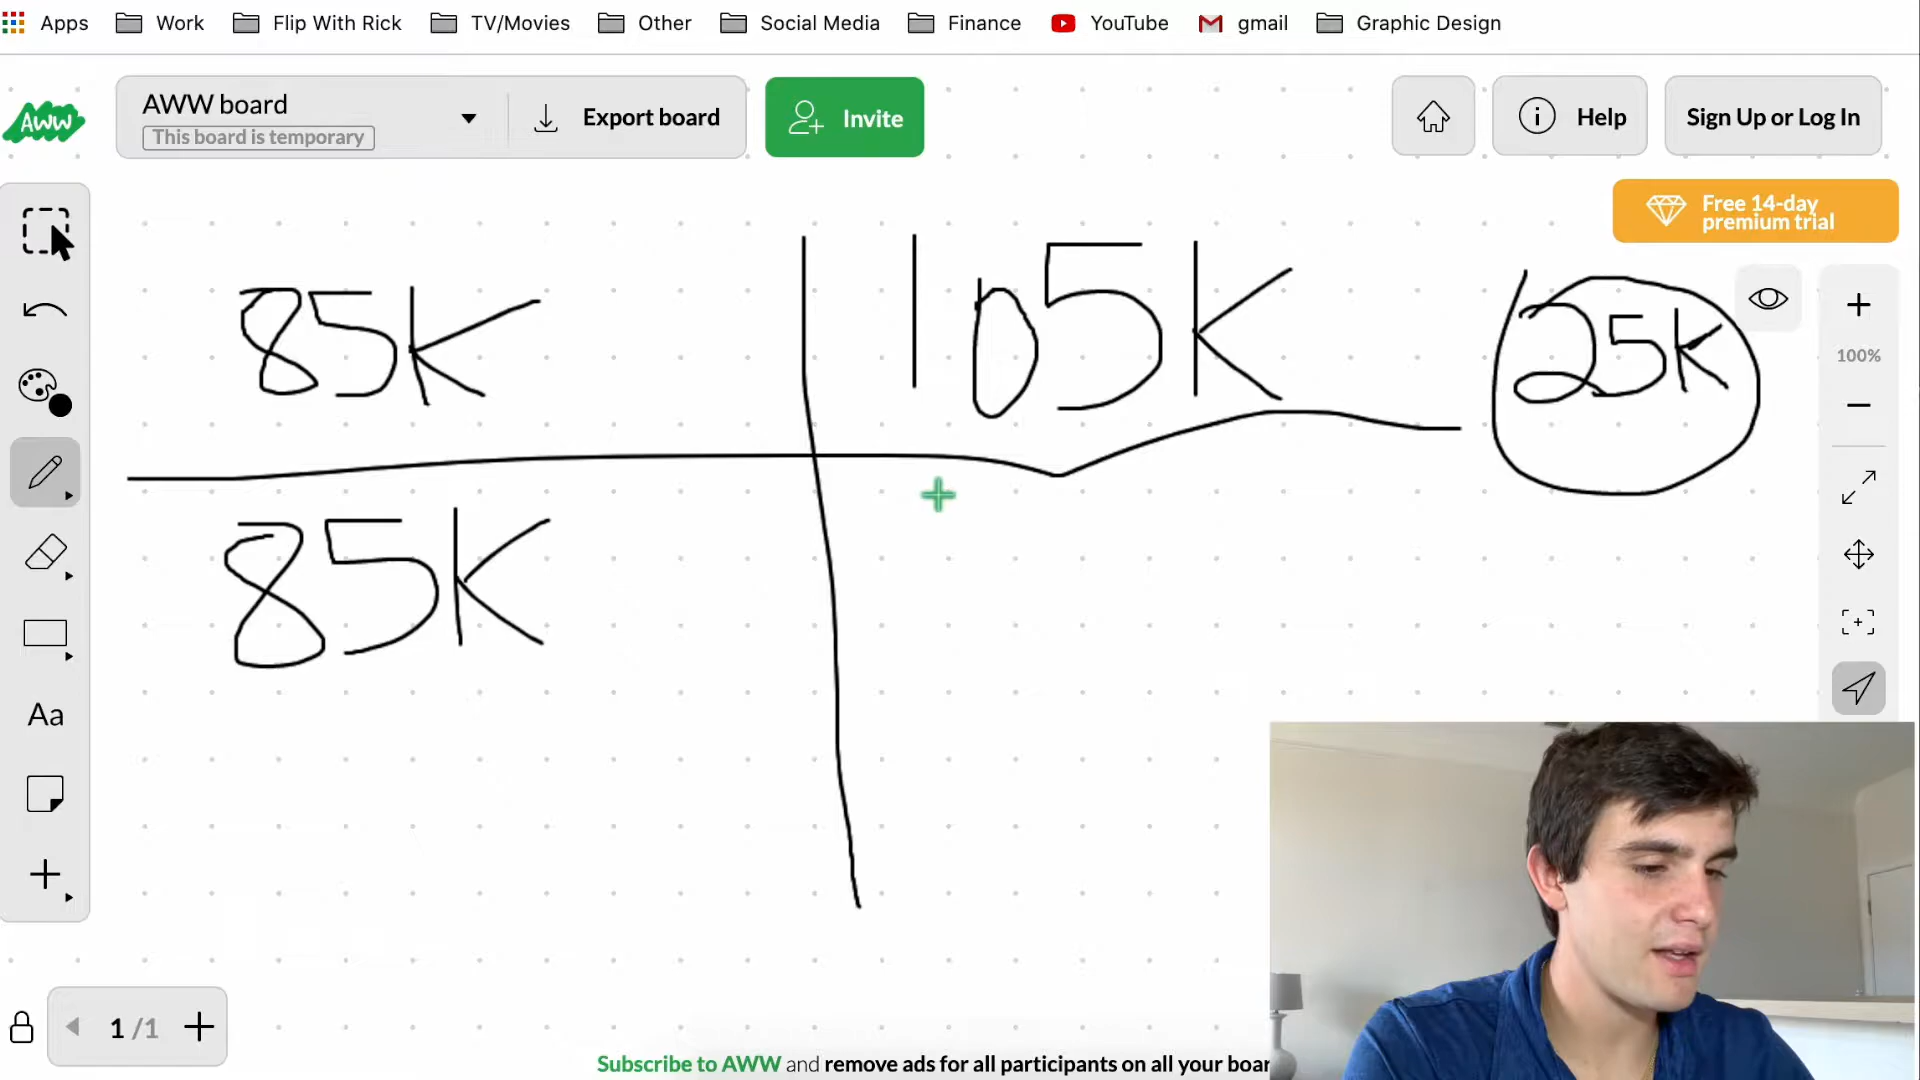 Apps Work Flip With Rick TV/Movies Other Social Media Finance YouTube gmail Graphic Design
AWW
AWW board
This board is temporary
Export board
Invite
Help
Sign Up or Log In
Free 14-day
premium trial
100%
85K
105K
25K
85K
Aa
1 /1
Subscribe to AWW and remove ads for all participants on all your boar